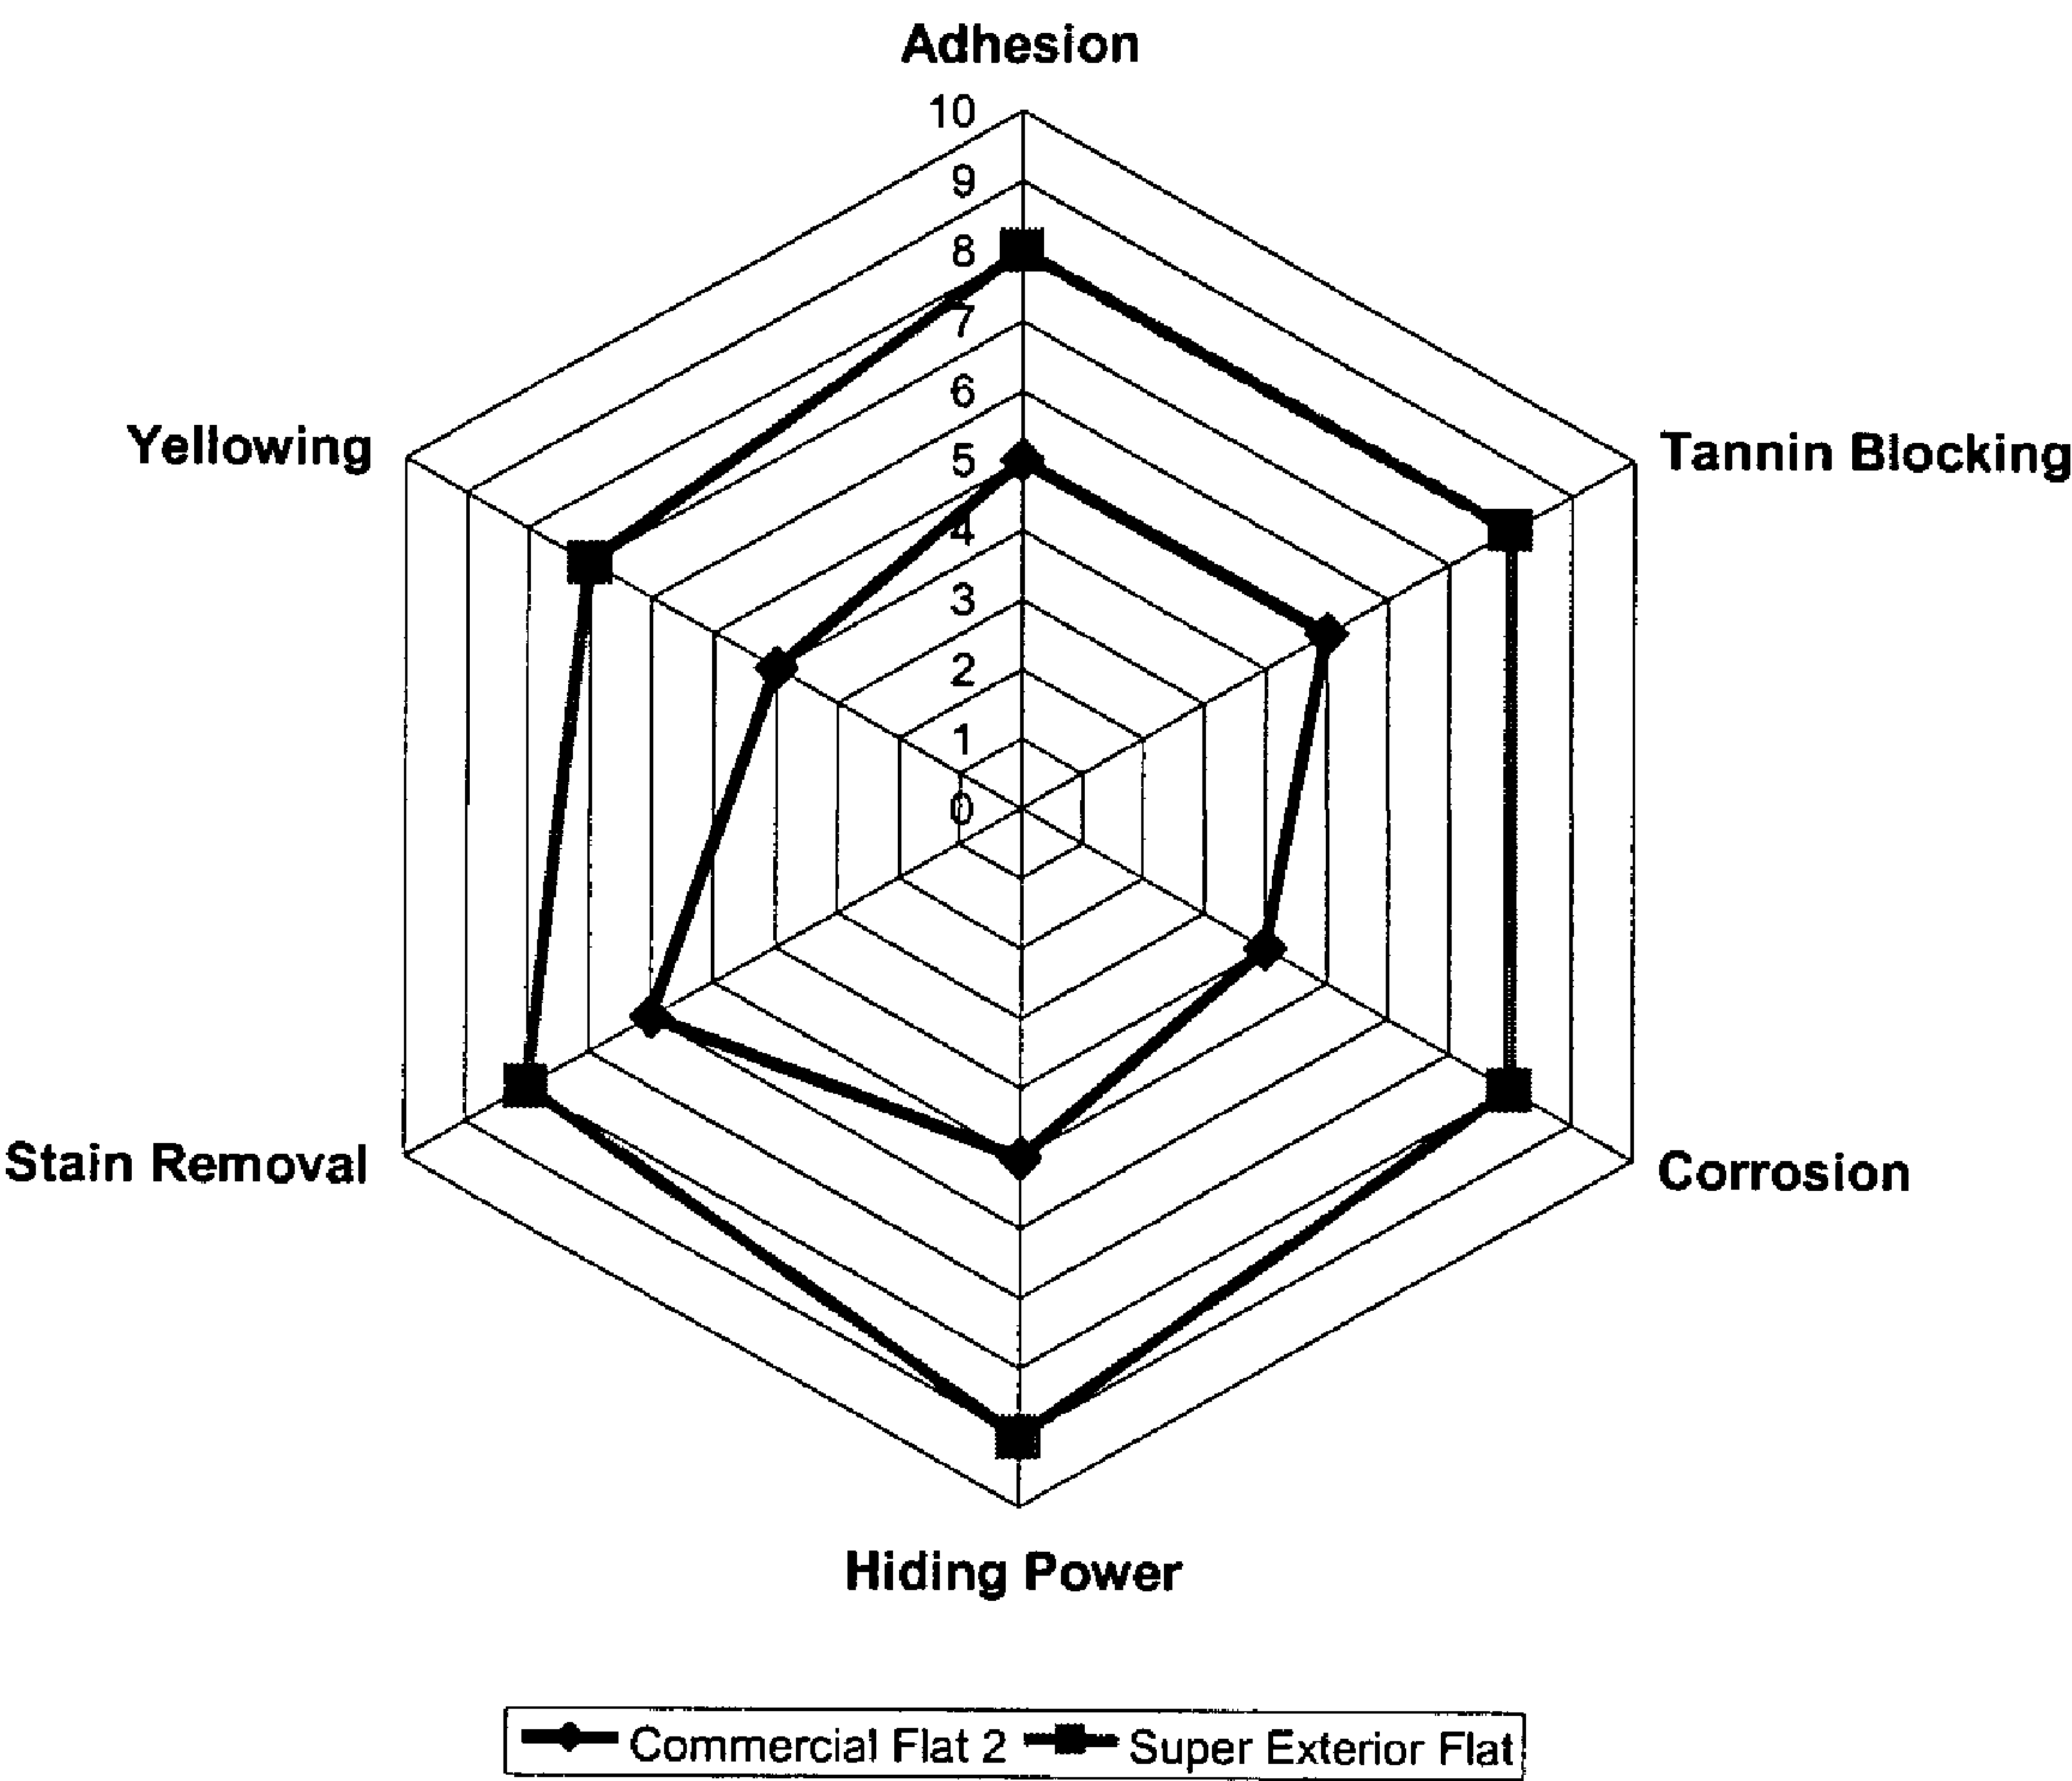 Adhesion
10
9
8
7
6
5
4
3
2
1
0
Yellowing
Tannin Blocking
Stain Removal
Corrosion
Hiding Power
Commercial Flat 2 Super Exterior Flat